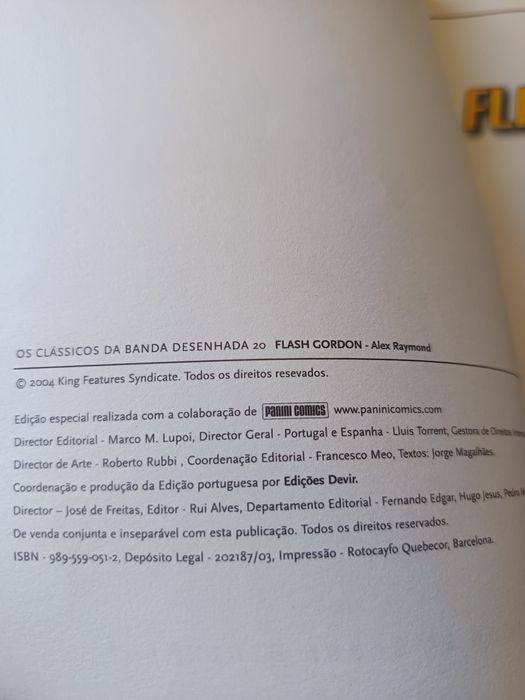 FL
OS CLÁSSICOS DA BANDA DESENHADA 20 FLASH GORDON - Alex Raymond
© 2004 King Features Syndicate. Todos os direitos resevados.
Edição especial realizada com a colaboração de PANINI COMICS www.paninicomics.com
Director Editorial - Marco M. Lupoi, Director Geral - Portugal e Espanha - Lluis Torrent, Gestora de Direitos
Director de Arte - Roberto Rubbi , Coordenação Editorial - Francesco Meo, Textos: Jorge Magalhães.
Coordenação e produção da Edição portuguesa por Edições Devir.
Director – José de Freitas, Editor - Rui Alves, Departamento Editorial - Fernando Edgar, Hugo Jesus, Pedro
De venda conjunta e inseparável com esta publicação. Todos os direitos reservados.
ISBN - 989-559-051-2, Depósito Legal - 202187/03, Impressão - Rotocayfo Quebecor, Barcelona.